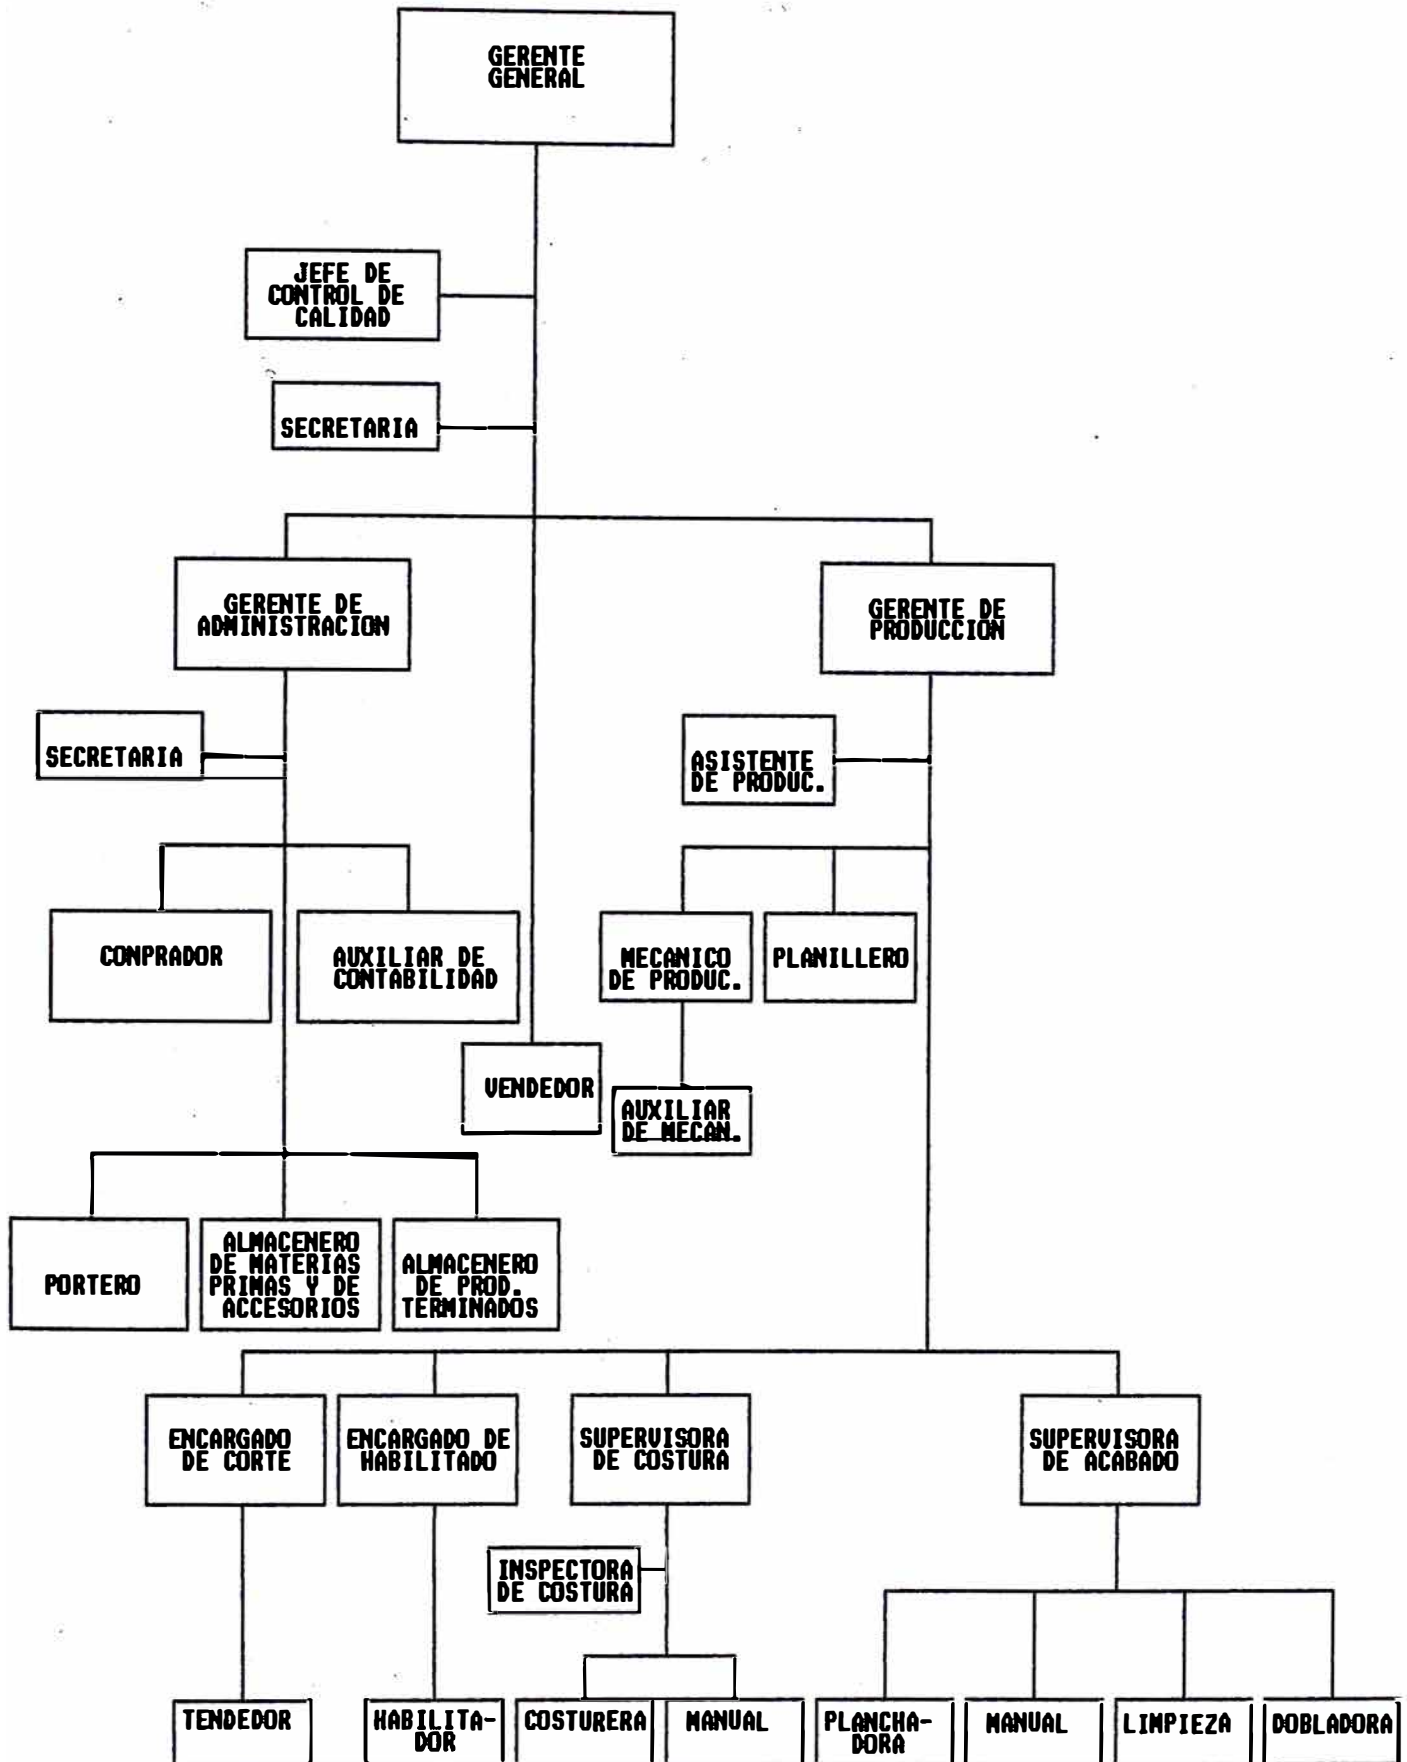 GERENTE
GENERAL
JEFE DE
CONTROL DE
CALIDAD
SECRETARIA
GERENTE DE
ADMINISTRACION
GERENTE DE
PRODUCCION
SECRETARIA
ASISTENTE
DE PRODUC.
COMPRADOR
AUXILIAR DE
CONTABILIDAD
MECANICO
DE PRODUC.
PLANILLERO
VENDEDOR
AUXILIAR
DE MECAN.
PORTERO
ALMACENERO
DE MATERIAS
PRIMAS Y DE
ACCESORIOS
ALMACENERO
DE PROD.
TERMINADOS
ENCARGADO
DE CORTE
ENCARGADO DE
HABILITADO
SUPERVISORA
DE COSTURA
SUPERVISORA
DE ACABADO
INSPECTORA
DE COSTURA
TENDEDOR
HABILITA-
DOR
COSTURERA
MANUAL
PLANCHA-
DORA
MANUAL
LIMPIEZA
DOBLADORA